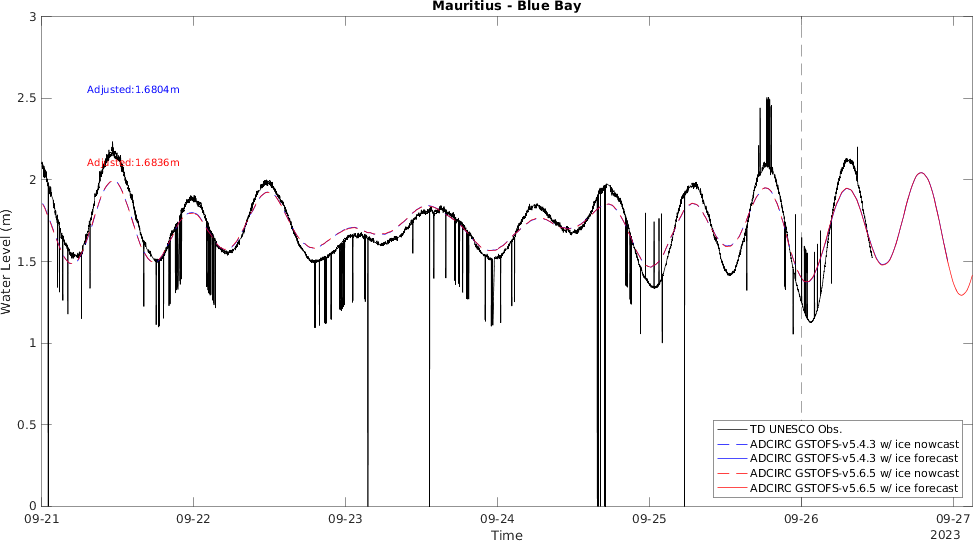 Mauritius - Blue Bay
Water Level (m)
3
2.5
2
1.5
1
0.5
0
Adjusted:1.6804m
Adjusted:1.6836m
TD UNESCO Obs.
ADCIRC GSTOFS-v5.4.3 w/ ice nowcast
ADCIRC GSTOFS-v5.4.3 w/ ice forecast
ADCIRC GSTOFS-v5.6.5 w/ ice nowcast
ADCIRC GSTOFS-v5.6.5 w/ ice forecast
09-21 09-22 09-23 09-24 09-25 09-26 09-27
Time 2023